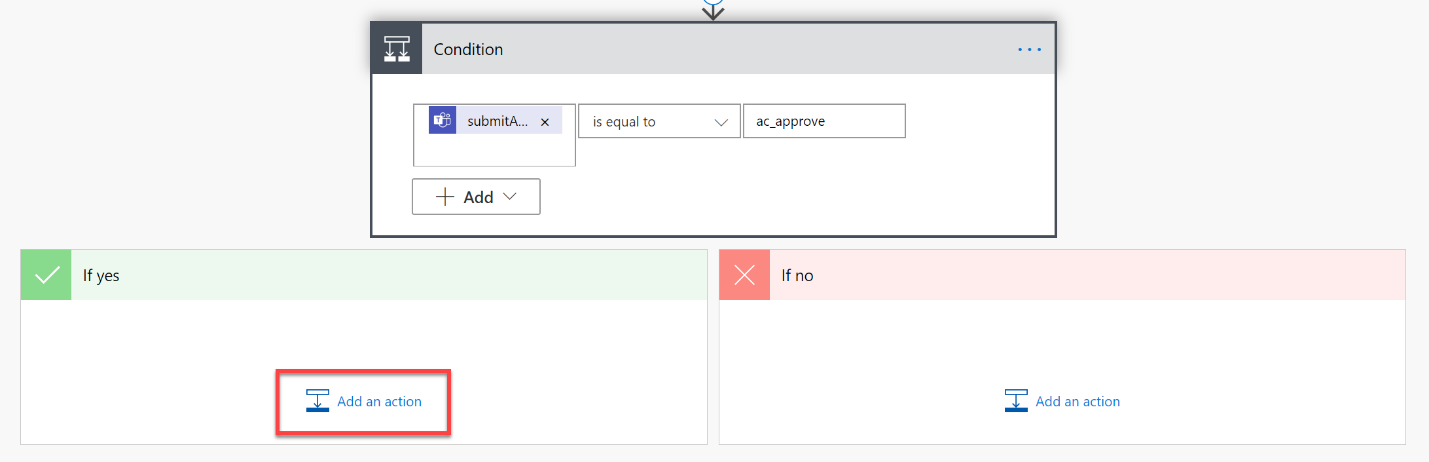 Condition
submitA... ×
is equal to
ac_approve
Add
If yes
If no
Add an action
Add an action